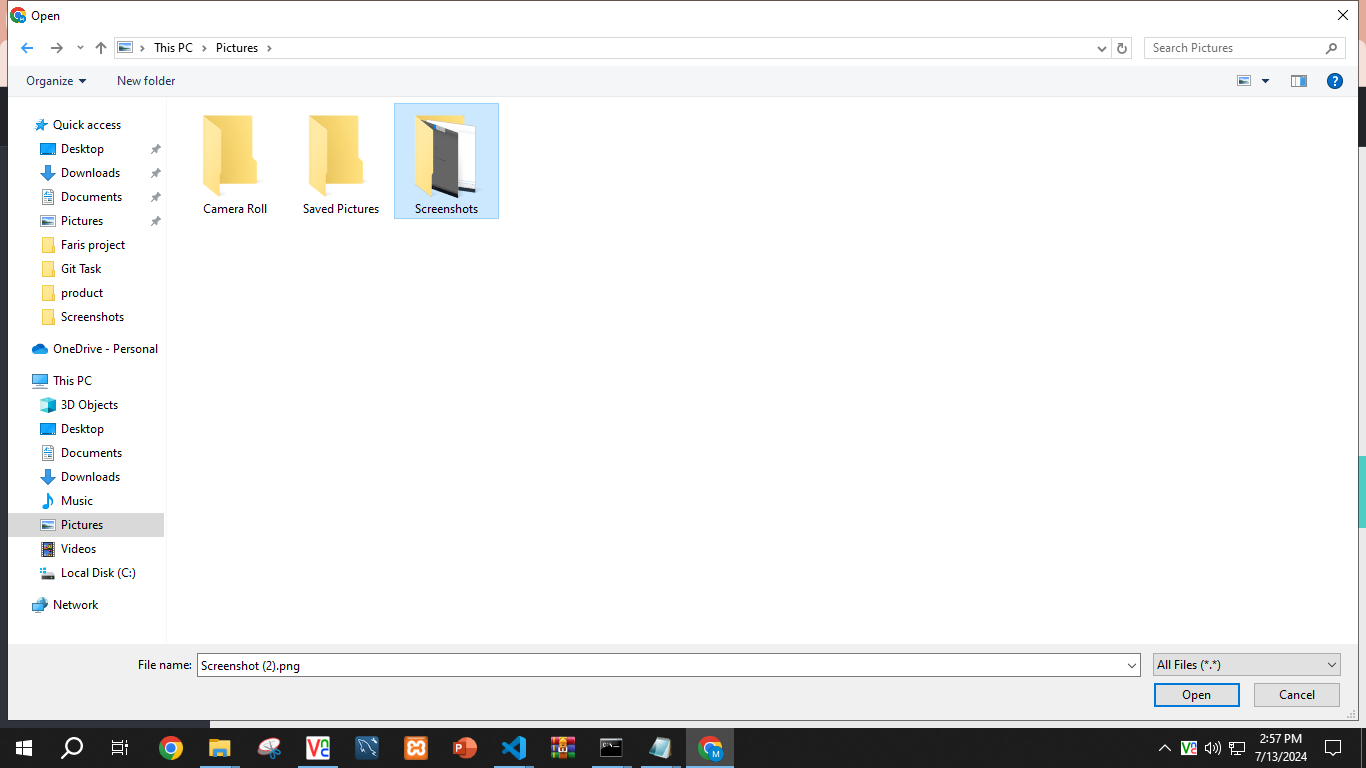 Open
This PC
Pictures
Search Pictures
Organize
New folder
Quick access
Desktop
Downloads
Documents
Pictures
Faris project
Git Task
product
Screenshots
OneDrive - Personal
This PC
3D Objects
Desktop
Documents
Downloads
Music
Pictures
Videos
Local Disk (C:)
Network
Camera Roll
Saved Pictures
Screenshots
File name:
Screenshot (2).png
All Files (*.*)
Open
Cancel
2:57 PM
7/13/2024